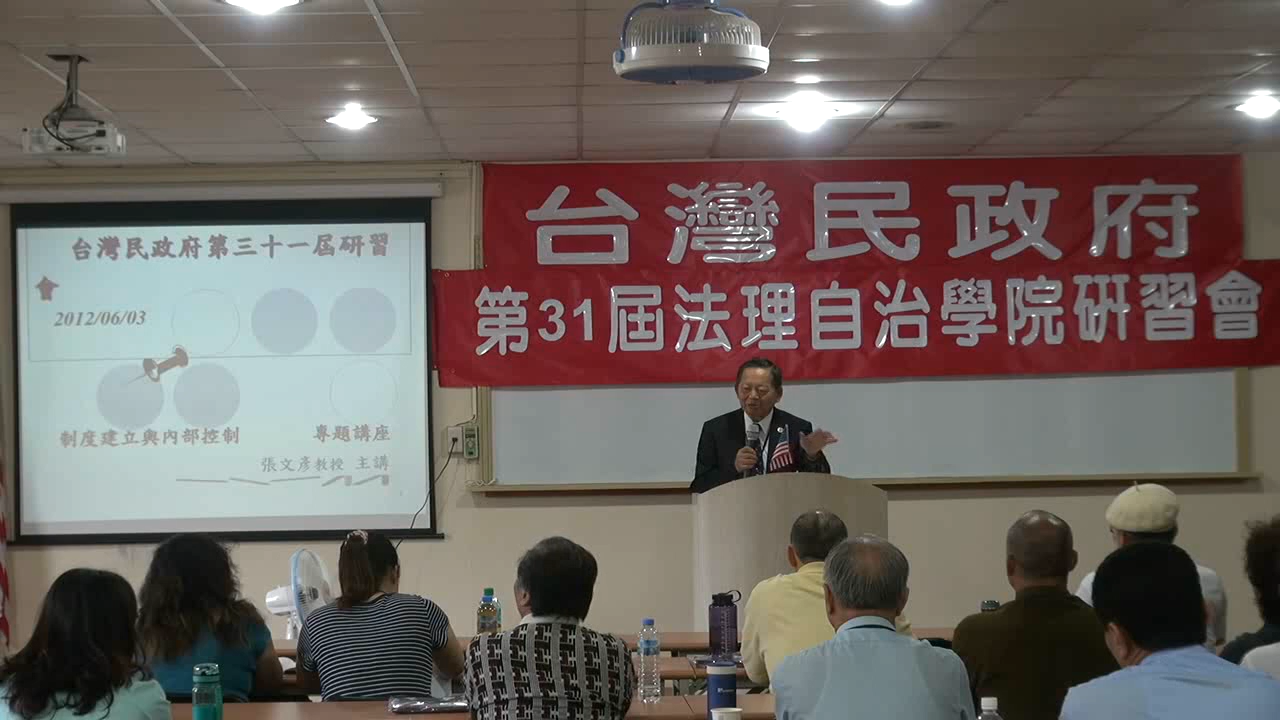 台灣民政府
第31屆法理自治學院研習會
台灣民政府第三十一屆研習
2012/06/03
制度建立與內部控制 專題講座
張文彥教授 主講